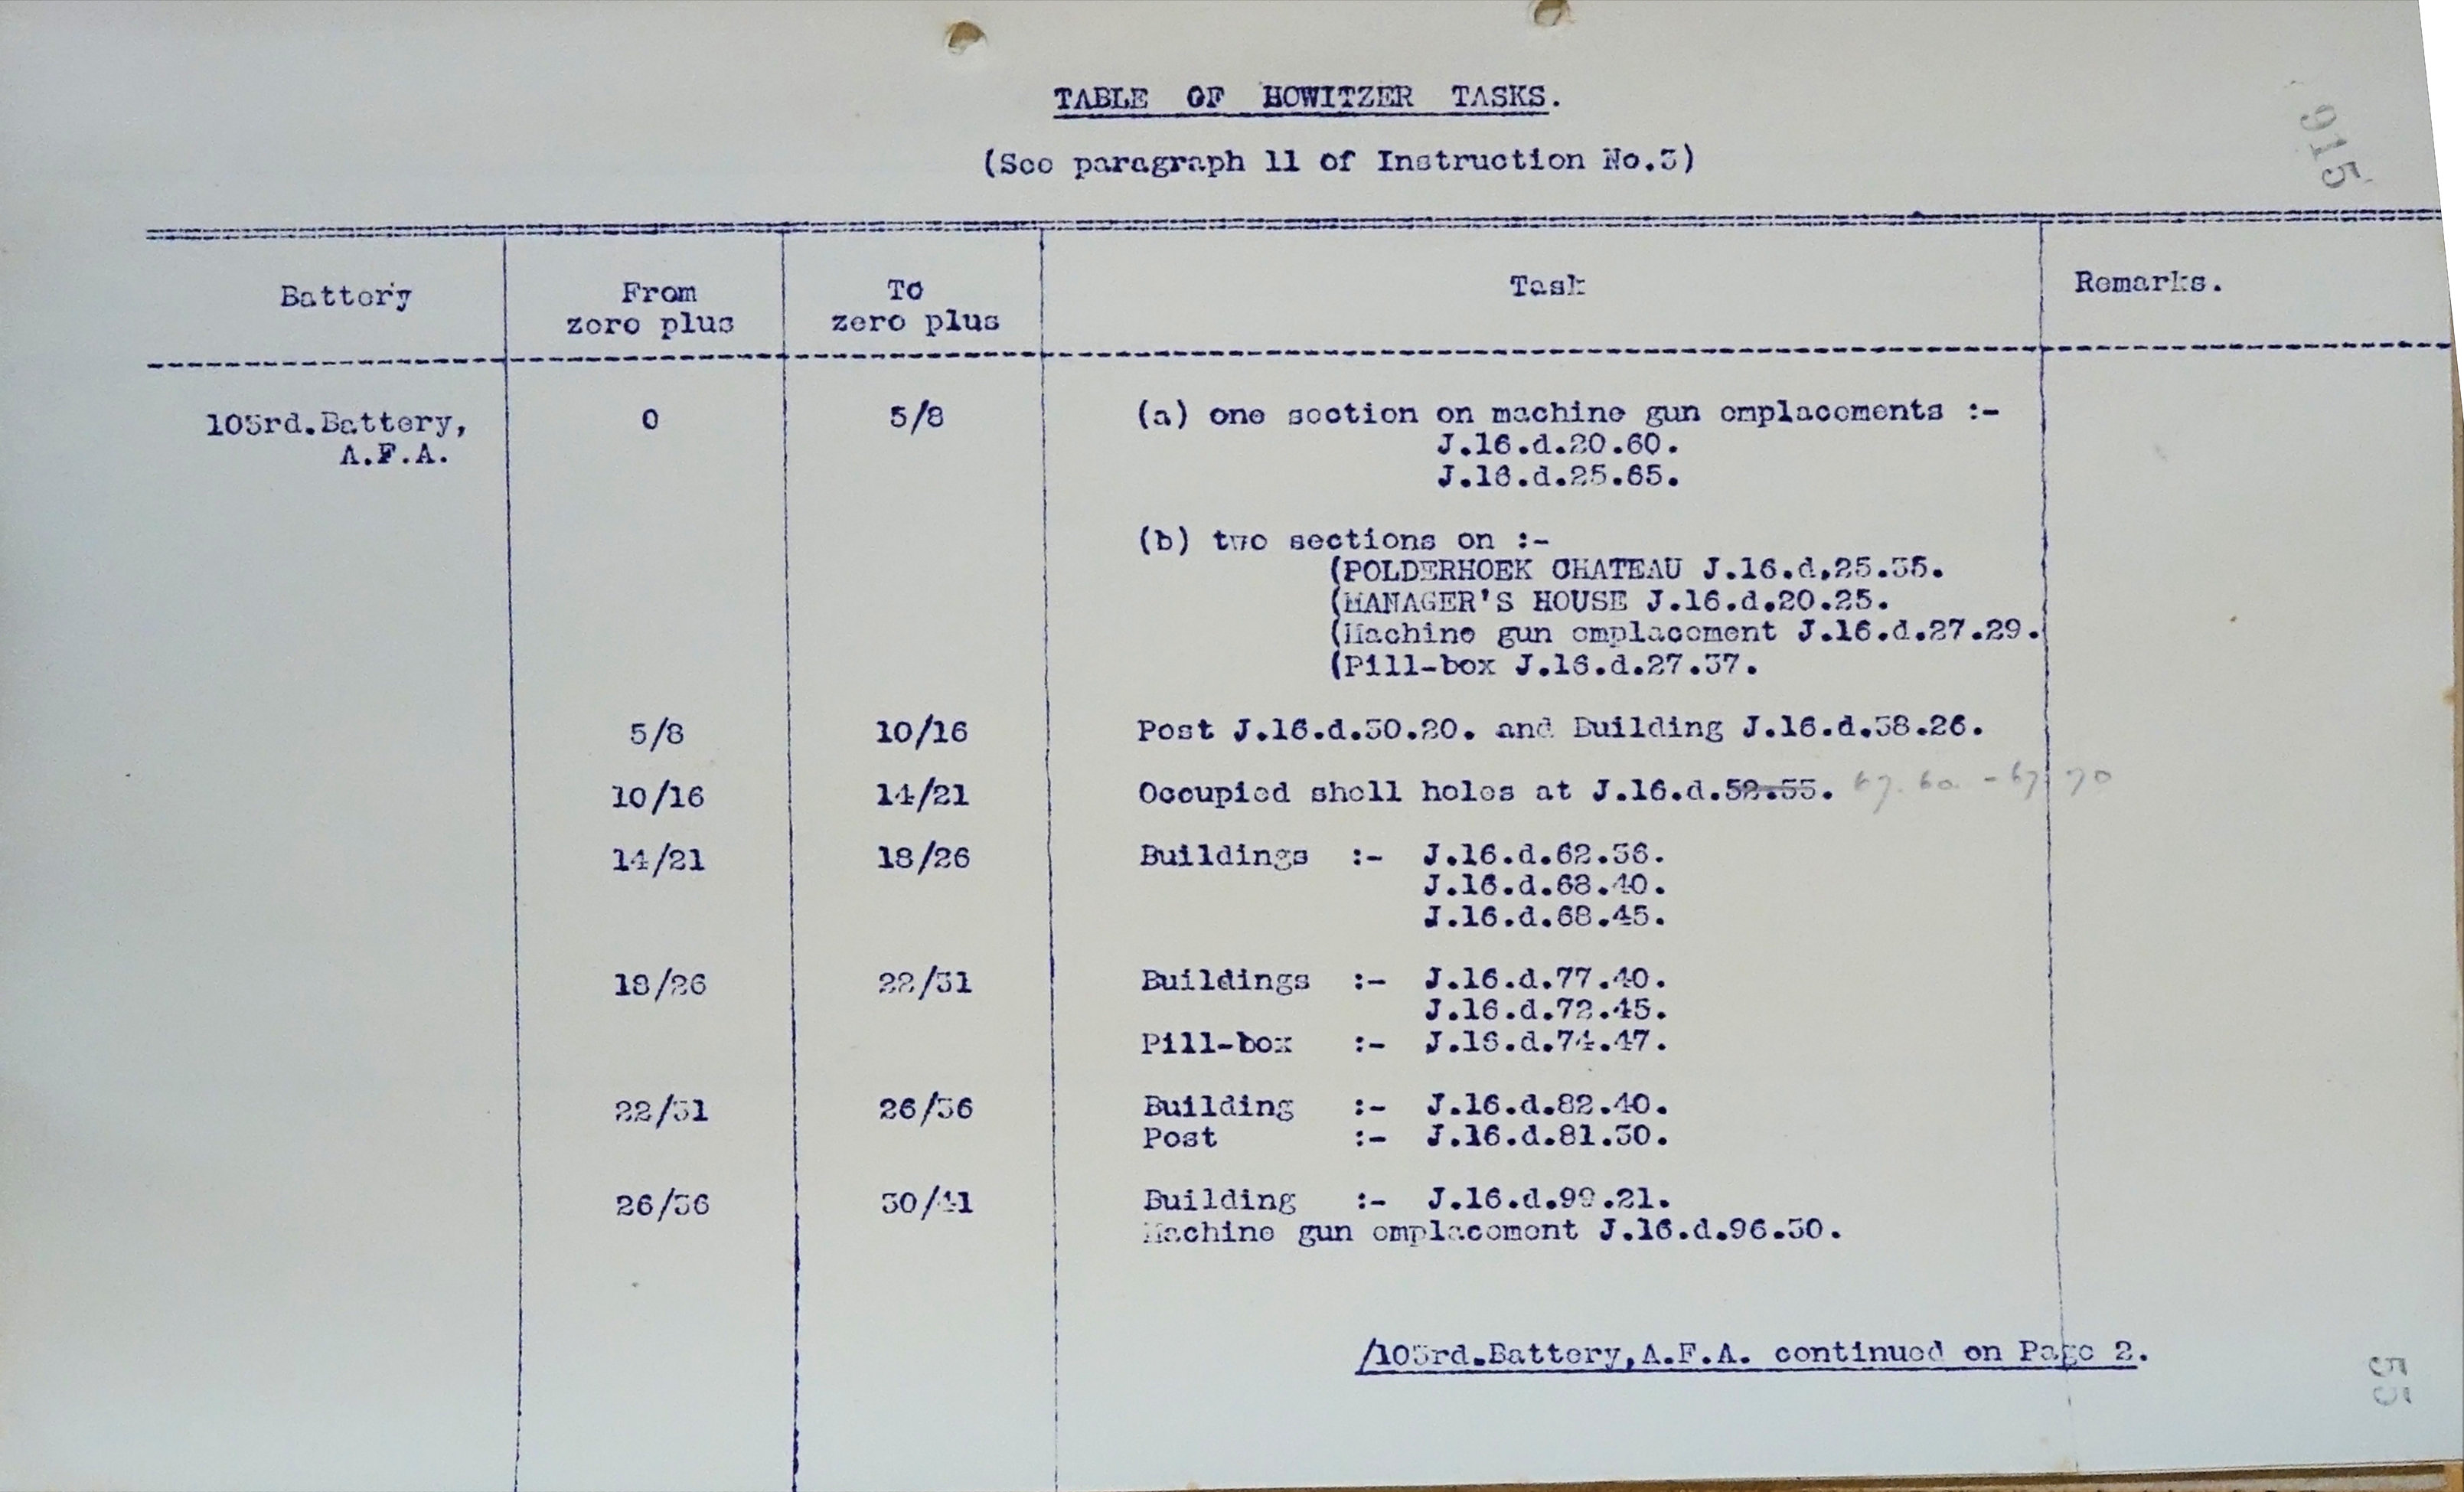 TABLE OF HOWITZER TASKS.
(See paragraph 11 of Instruction No.3)
915
Battery From To Task Remarks.
zero plus zero plus
103rd.Battery, 0 5/8 (a) one section on machine gun emplacements :-
A.F.A. J.16.d.20.60.
J.16.d.25.65.
(b) two sections on :-
(POLDERHOEK CHATEAU J.16.d.25.35.
(MANAGER'S HOUSE J.16.d.20.25.
(Machine gun emplacement J.16.d.27.29.
(Pill-box J.16.d.27.37.
5/8 10/16 Post J.16.d.30.20. and Building J.16.d.38.26.
10/16 14/21 Occupied shell holes at J.16.d.52.55. 67.60 - 67.70
14/21 18/26 Buildings :- J.16.d.62.36.
J.16.d.68.40.
J.16.d.68.45.
18/26 22/31 Buildings :- J.16.d.77.40.
J.16.d.72.45.
Pill-box :- J.16.d.74.47.
22/31 26/36 Building :- J.16.d.82.40.
Post :- J.16.d.81.30.
26/36 30/41 Building :- J.16.d.99.21.
Machine gun emplacement J.16.d.96.30.
/103rd.Battery,A.F.A. continued on Page 2.
55